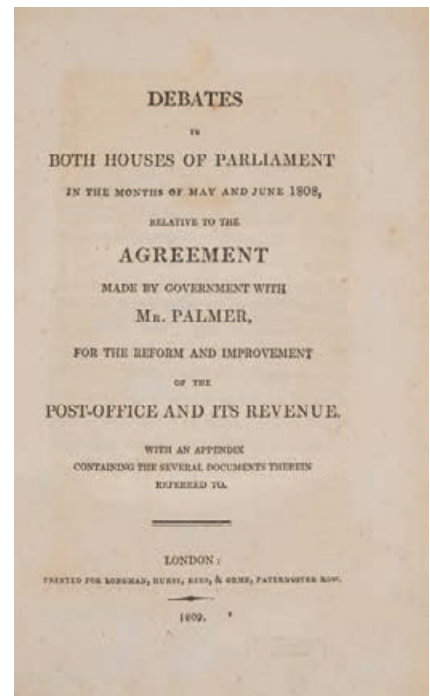 DEBATES
IN
BOTH HOUSES OF PARLIAMENT
IN THE MONTHS OF MAY AND JUNE 1808,
RELATIVE TO THE
AGREEMENT
MADE BY GOVERNMENT WITH
MR. PALMER,
FOR THE REFORM AND IMPROVEMENT
OF THE
POST-OFFICE AND ITS REVENUE.
WITH AN APPENDIX
CONTAINING THE SEVERAL DOCUMENTS THEREIN
REFERRED TO.
LONDON:
PRINTED FOR LONGMAN, HURST, REES, & ORME, PATERNOSTER ROW.
1809.